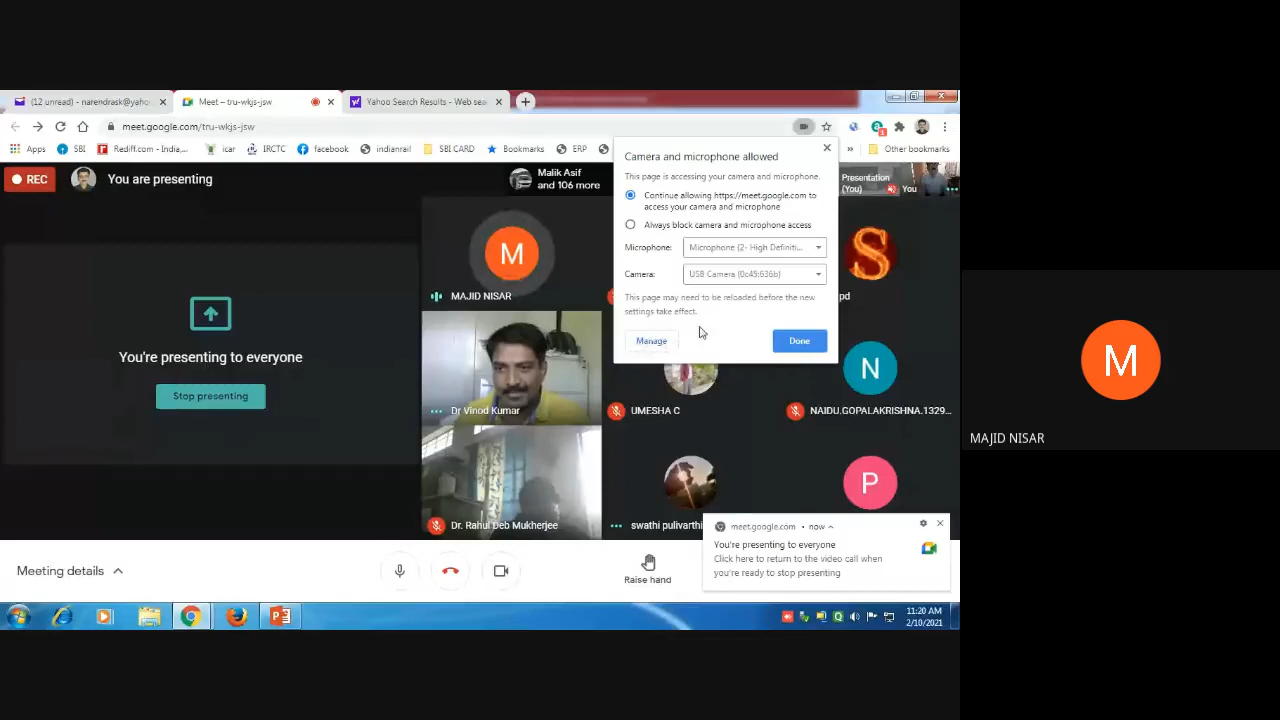 (12 unread) - narendrask@yaho
Meet – tru-wkjs-jsw
Yahoo Search Results - Web sea
meet.google.com/tru-wkjs-jsw
Apps
SBI
Rediff.com - India,...
icar
IRCTC
facebook
indianrail
SBI CARD
Bookmarks
ERP
»
Other bookmarks
REC
You are presenting
Malik Asif
and 106 more
Presentation
(You)
You
Camera and microphone allowed
This page is accessing your camera and microphone.
Continue allowing https://meet.google.com to
access your camera and microphone
Always block camera and microphone access
Microphone:
Microphone (2- High Definiti...
Camera:
USB Camera (0c45:636b)
This page may need to be reloaded before the new
settings take effect.
Manage
Done
M
MAJID NISAR
S
pd
You're presenting to everyone
Stop presenting
Dr Vinod Kumar
UMESHA C
N
NAIDU.GOPALAKRISHNA.1329...
Dr. Rahul Deb Mukherjee
swathi pulivarthi
P
meet.google.com • now
You're presenting to everyone
Click here to return to the video call when
you're ready to stop presenting
Meeting details
Raise hand
11:20 AM
2/10/2021
M
MAJID NISAR